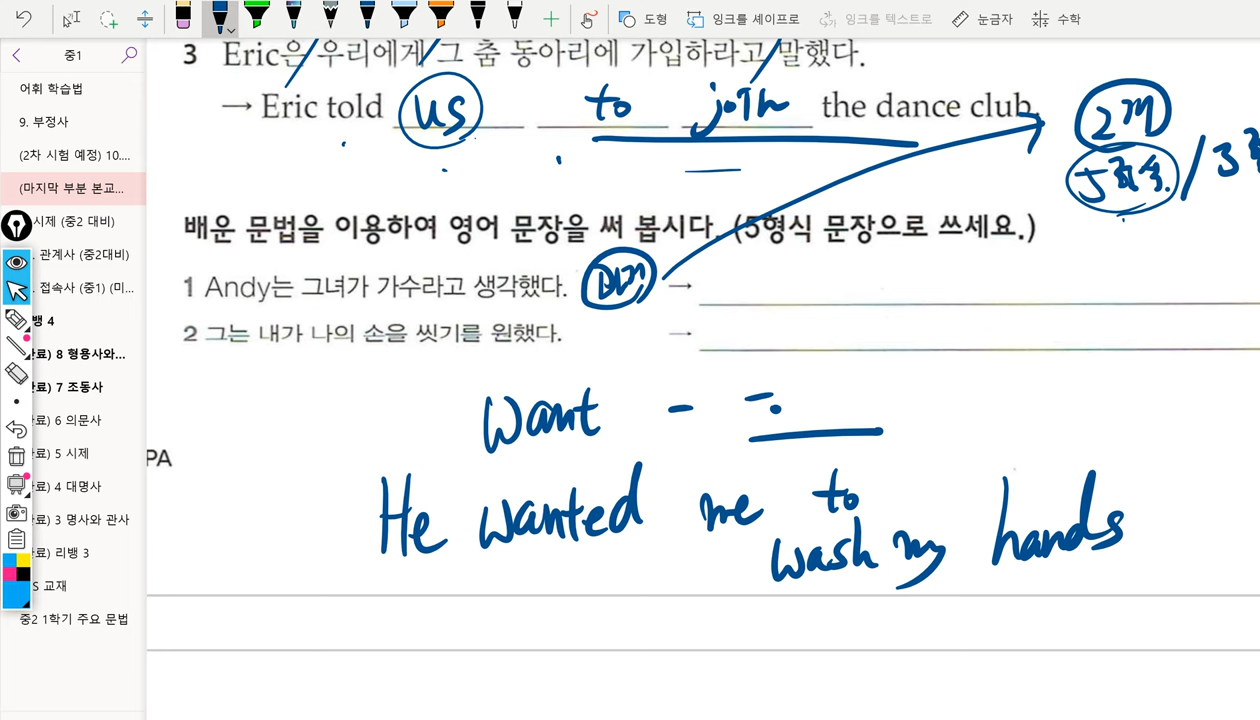 도형
잉크를 셰이프로
잉크를 텍스트로
눈금자
수학
중1
어휘 학습법
9. 부정사
(2차 시험 예정) 10....
(마지막 부분 본교...
시제 (중2 대비)
. 관계사 (중2대비)
. 접속사 (중1) (미...
뱅 4
료) 8 형용사와...
료) 7 조동사
료) 6 의문사
료) 5 시제
료) 4 대명사
료) 3 명사와 관사
료) 리뱅 3
S 교재
중2 1학기 주요 문법
3 Eric은 우리에게 그 춤 동아리에 가입하라고 말했다.
→ Eric told us to join the dance club.
배운 문법을 이용하여 영어 문장을 써 봅시다. (5형식 문장으로 쓰세요.)
1 Andy는 그녀가 가수라고 생각했다. →
2 그는 내가 나의 손을 씻기를 원했다. →
PA
want - -.
He wanted me to
wash my hands